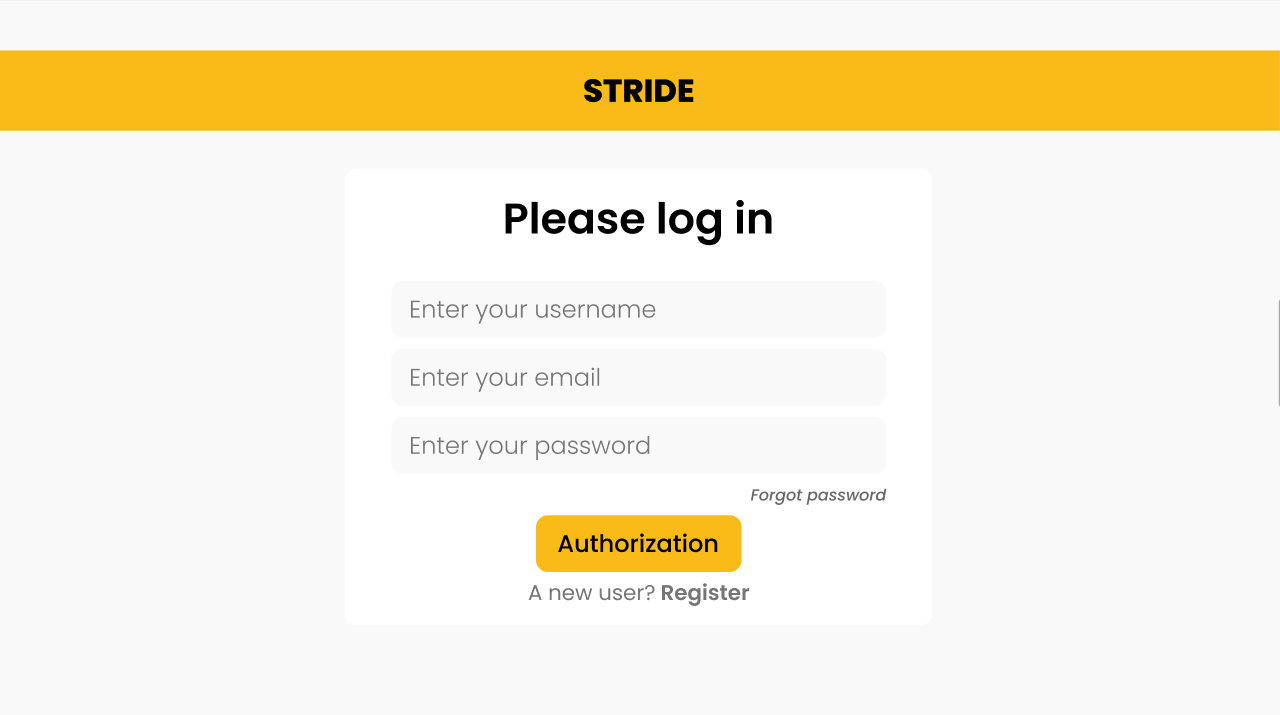 STRIDE
Please log in
Enter your username
Enter your email
Enter your password
Forgot password
Authorization
A new user? Register